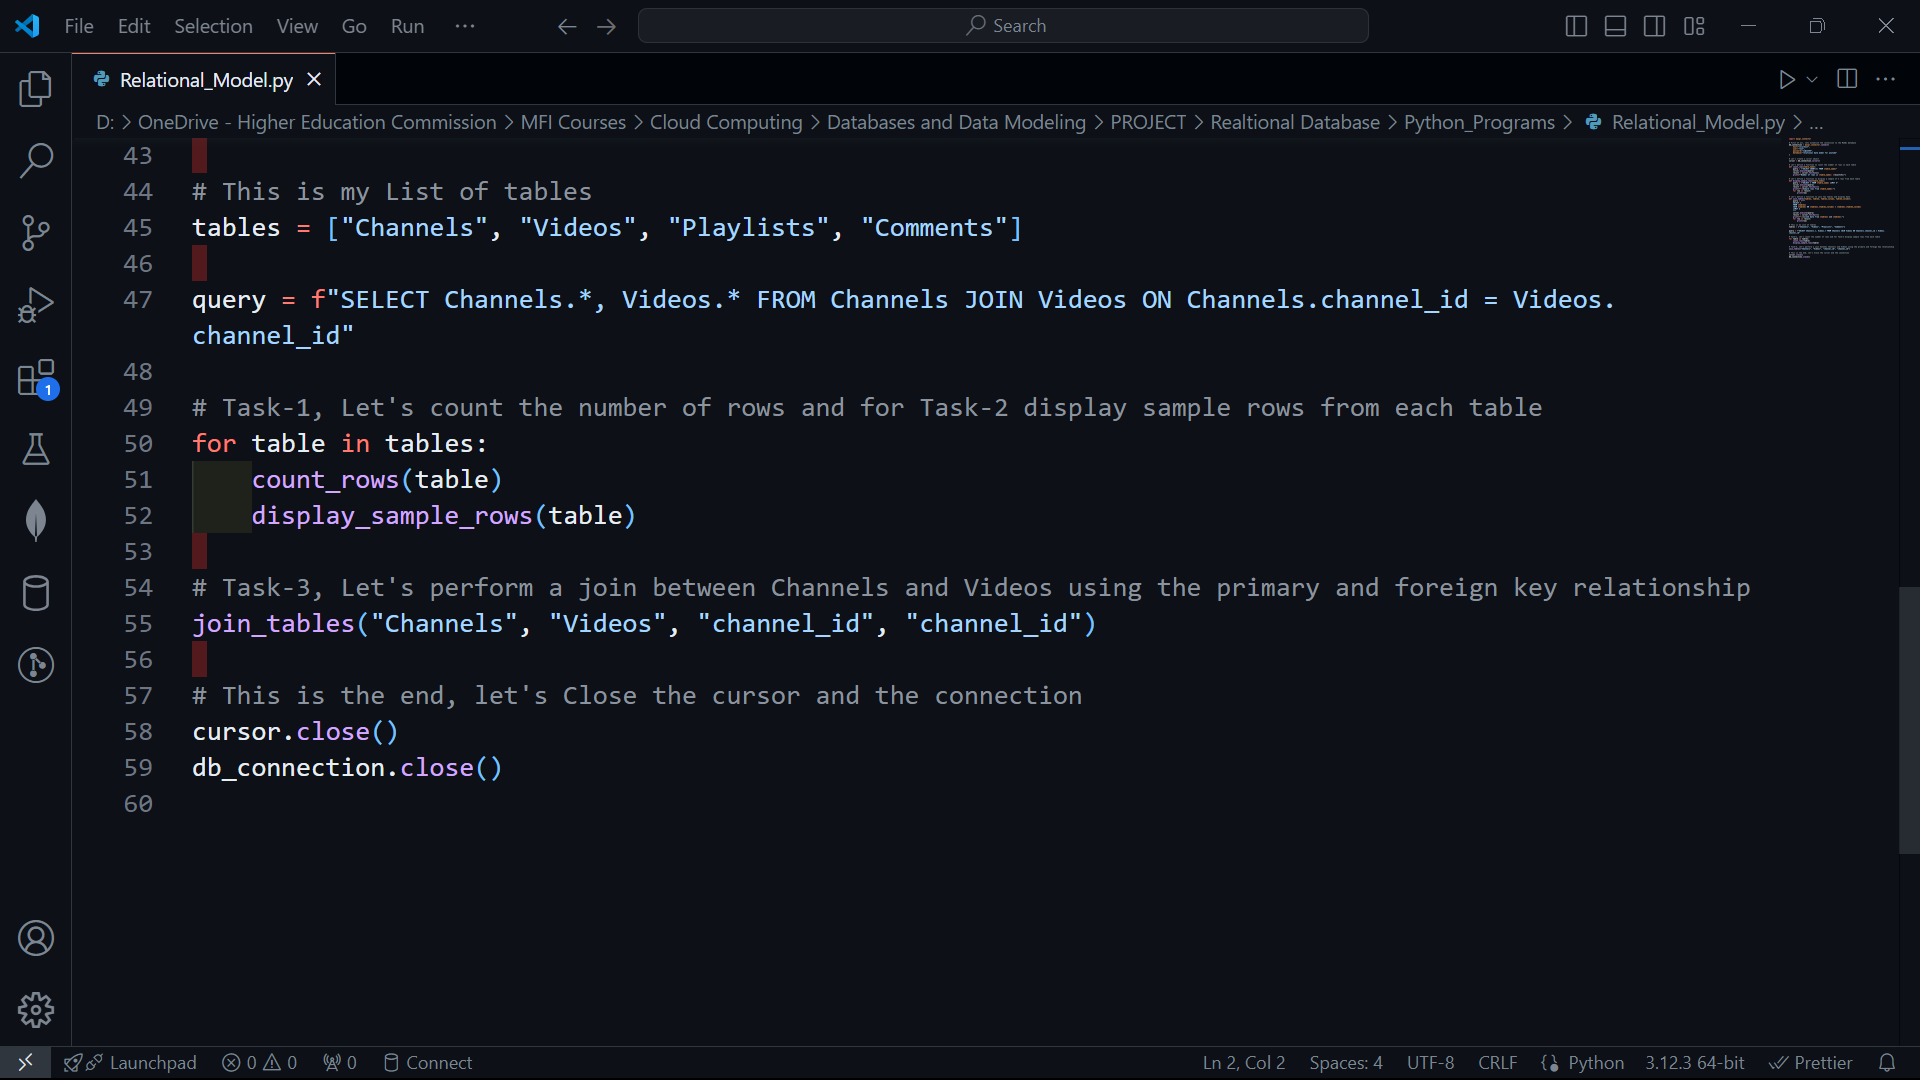 File Edit Selection View Go Run ··· Search
Relational_Model.py
D: > OneDrive - Higher Education Commission > MFI Courses > Cloud Computing > Databases and Data Modeling > PROJECT > Realtional Database > Python_Programs > Relational_Model.py > ...
43
44 # This is my List of tables
45 tables = ["Channels", "Videos", "Playlists", "Comments"]
46
47 query = f"SELECT Channels.*, Videos.* FROM Channels JOIN Videos ON Channels.channel_id = Videos.
channel_id"
48
49 # Task-1, Let's count the number of rows and for Task-2 display sample rows from each table
50 for table in tables:
51 count_rows(table)
52 display_sample_rows(table)
53
54 # Task-3, Let's perform a join between Channels and Videos using the primary and foreign key relationship
55 join_tables("Channels", "Videos", "channel_id", "channel_id")
56
57 # This is the end, let's Close the cursor and the connection
58 cursor.close()
59 db_connection.close()
60
1
Launchpad 0 0 0 Connect Ln 2, Col 2 Spaces: 4 UTF-8 CRLF Python 3.12.3 64-bit Prettier